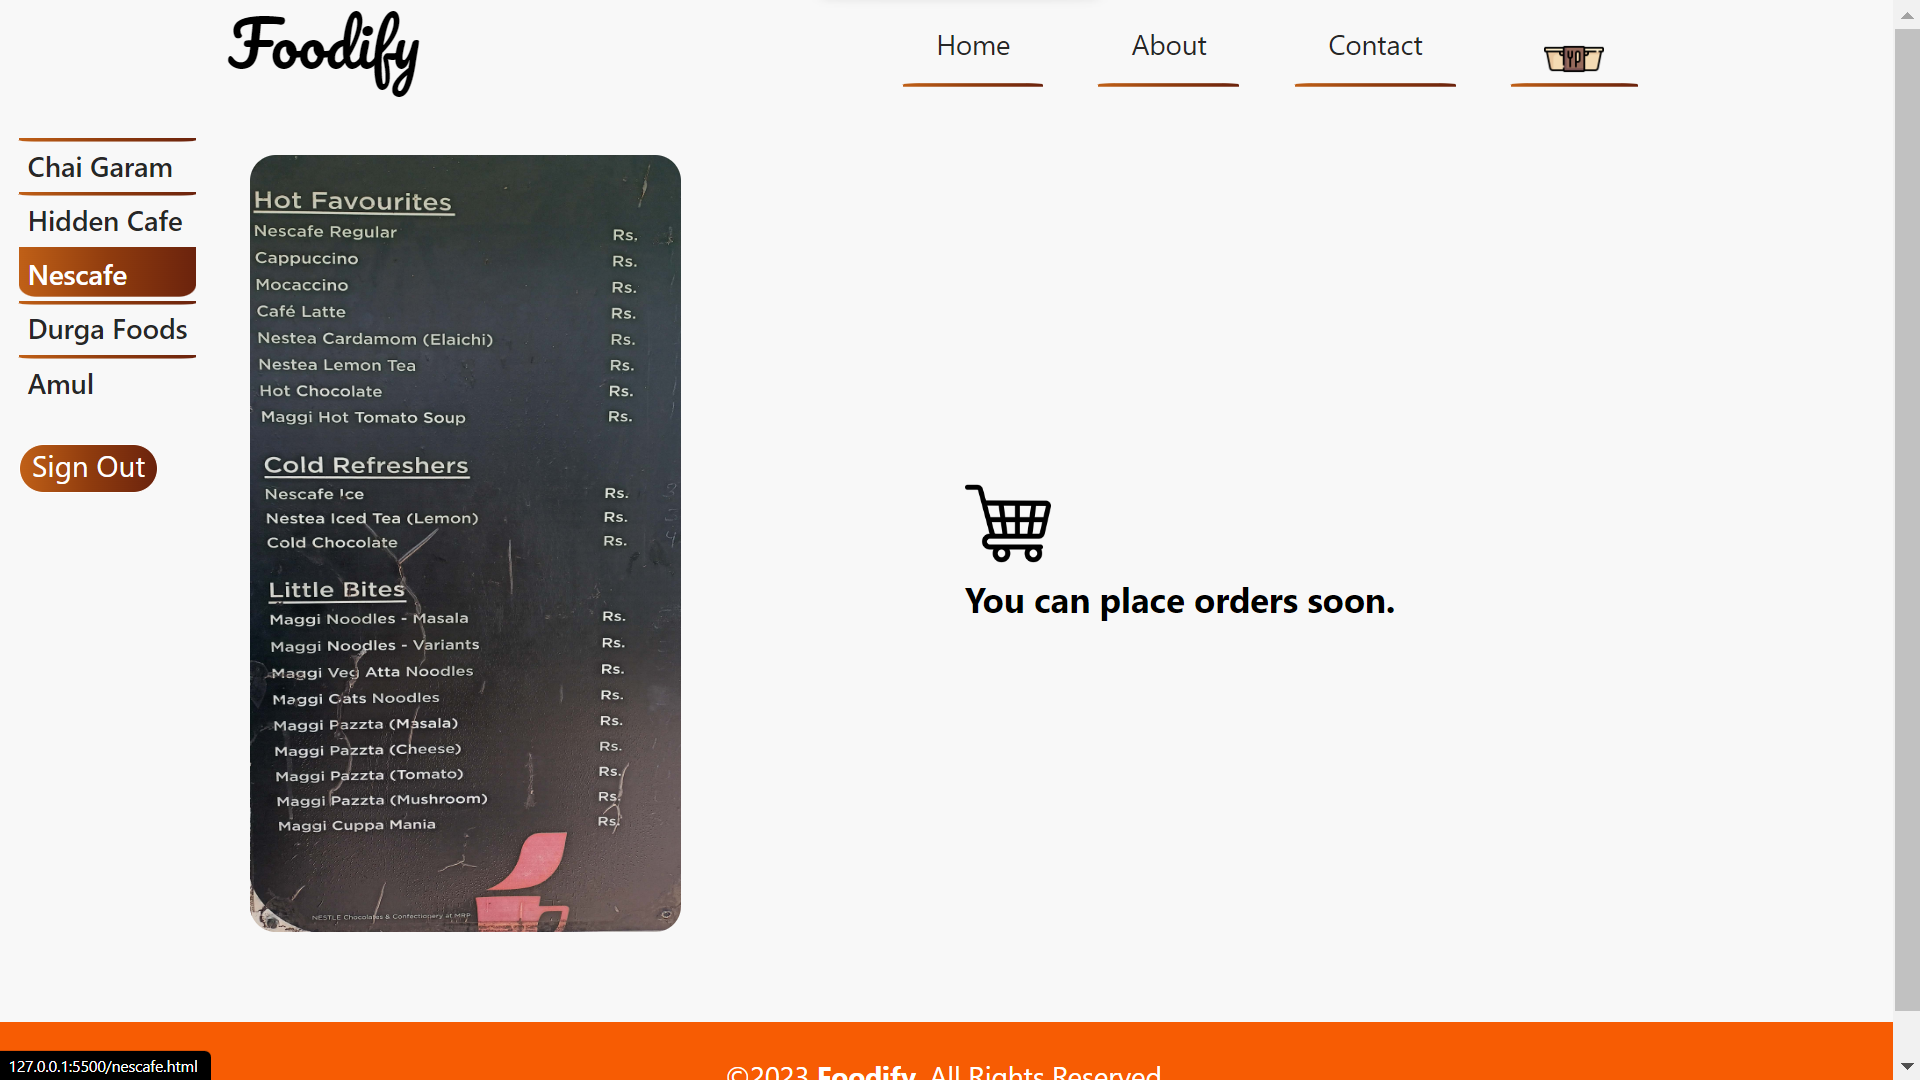 Foodify
Home
About
Contact
Chai Garam
Hidden Cafe
Nescafe
Durga Foods
Amul
Sign Out
Hot Favourites
Nescafe Regular Rs.
Cappuccino Rs.
Mocaccino Rs.
Café Latte Rs.
Nestea Cardamom (Elaichi) Rs.
Nestea Lemon Tea Rs.
Hot Chocolate Rs.
Maggi Hot Tomato Soup Rs.
Cold Refreshers
Nescafe Ice Rs.
Nestea Iced Tea (Lemon) Rs.
Cold Chocolate Rs.
Little Bites
Maggi Noodles - Masala Rs.
Maggi Noodles - Variants Rs.
Maggi Veg Atta Noodles Rs.
Maggi Oats Noodles Rs.
Maggi Pazzta (Masala) Rs.
Maggi Pazzta (Cheese) Rs.
Maggi Pazzta (Tomato) Rs.
Maggi Pazzta (Mushroom) Rs.
Maggi Cuppa Mania Rs.
NESTLE Chocolates & Confectionery at MRP
You can place orders soon.
©2023 Foodify. All Rights Reserved
127.0.0.1:5500/nescafe.html